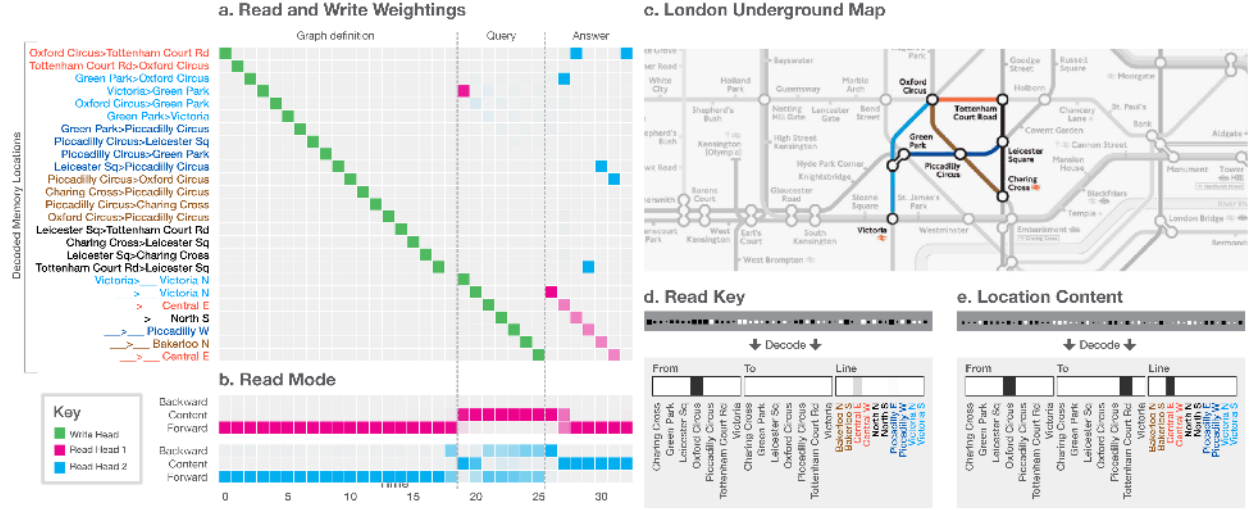 a. Read and Write Weightings
Graph definition
Query
Answer
Decoded Memory Locations
Oxford Circus>Tottenham Court Rd
Tottenham Court Rd>Oxford Circus
Green Park>Oxford Circus
Victoria>Green Park
Oxford Circus>Green Park
Green Park>Victoria
Green Park>Piccadilly Circus
Piccadilly Circus>Leicester Sq
Piccadilly Circus>Green Park
Leicester Sq>Piccadilly Circus
Piccadilly Circus>Oxford Circus
Charing Cross>Piccadilly Circus
Piccadilly Circus>Charing Cross
Oxford Circus>Piccadilly Circus
Leicester Sq>Tottenham Court Rd
Charing Cross>Leicester Sq
Leicester Sq>Charing Cross
Tottenham Court Rd>Leicester Sq
Victoria>___ Victoria N
___>___ Victoria N
> Central E
> North S
___>___ Piccadilly W
___>___ Bakerloo N
___>___ Central E
b. Read Mode
Backward
Content
Forward
Backward
Content
Forward
0 5 10 15 20 25 30
Time
Key
Write Head
Read Head 1
Read Head 2
c. London Underground Map
Park
Bayswater
Goodge
Street
Russell
Square
Moorgate
White
City
Holland
Park
Queensway
Marble
Arch
Oxford
Circus
Holborn
Shepherd's
Bush
Notting
Hill Gate
Lancaster
Gate
Bond
Street
Tottenham
Court Road
Chancery
Lane
St. Paul's
Bank
Covent Garden
Aldgate
Kensington
(Olympia)
High Street
Kensington
Green
Park
Leicester
Square
Cannon Street
Mansion
House
Hyde Park Corner
Knightsbridge
Piccadilly
Circus
Charing
Cross
Monument
Tower
Hill
Barons
Court
Gloucester
Road
Sloane
Square
St. James's
Park
Blackfriars
Temple
London Bridge
West
Kensington
Earl's
Court
South
Kensington
Victoria
Westminster
Embankment
West Brompton
d. Read Key
Decode
From
To
Line
Charing Cross
Green Park
Leicester Sq
Oxford Circus
Piccadilly Circus
Tottenham Court Rd
Victoria
Charing Cross
Green Park
Leicester Sq
Oxford Circus
Piccadilly Circus
Tottenham Court Rd
Victoria
Bakerloo N
Bakerloo S
Central E
Central W
North N
North S
Piccadilly E
Piccadilly W
Victoria N
Victoria S
e. Location Content
Decode
From
To
Line
Charing Cross
Green Park
Leicester Sq
Oxford Circus
Piccadilly Circus
Tottenham Court Rd
Victoria
Charing Cross
Green Park
Leicester Sq
Oxford Circus
Piccadilly Circus
Tottenham Court Rd
Victoria
Bakerloo N
Bakerloo S
Central E
Central W
North N
North S
Piccadilly E
Piccadilly W
Victoria N
Victoria S